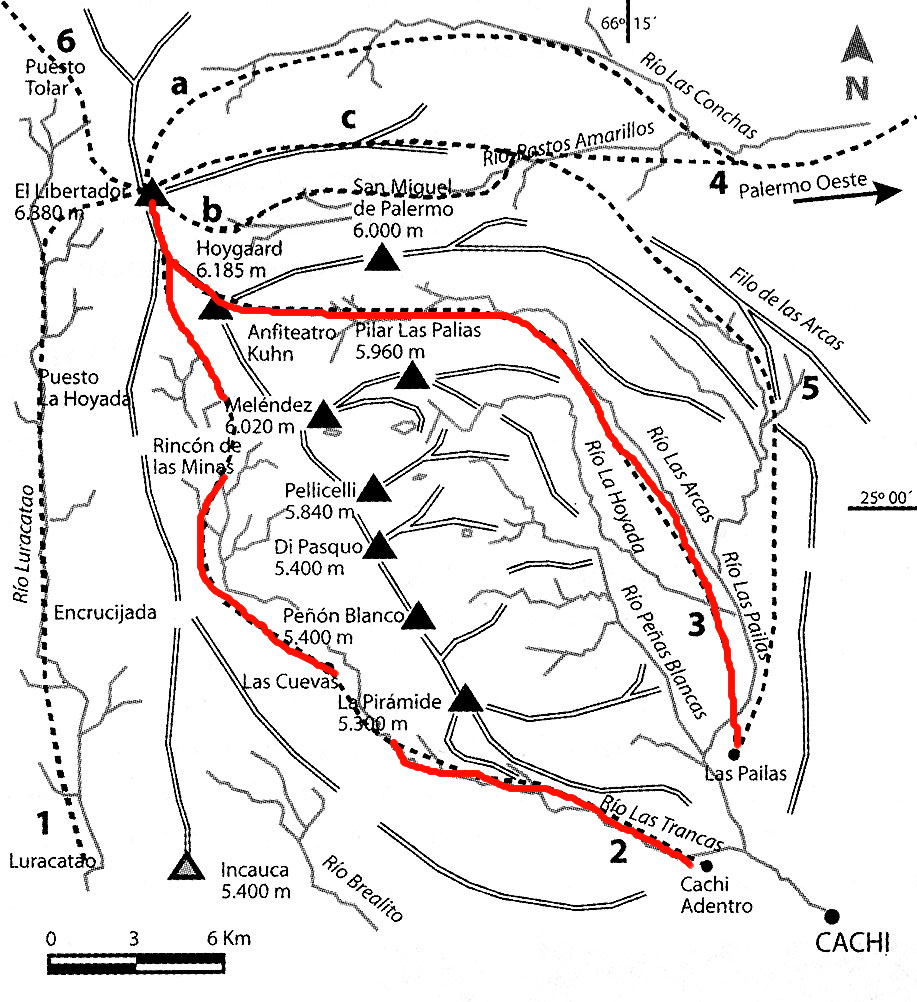 66º 15´
6
Puesto
Tolar
a
Río Las Conchas
N
c
Río Rastos Amarillos
4
Palermo Oeste
El Libertador
6.380 m
b
San Miguel
de Palermo
6.000 m
Hoygaard
6.185 m
Filo de las Arcas
Anfiteatro
Kuhn
Pilar Las Palias
5.960 m
Puesto
La Hoyada
5
Meléndez
6.020 m
Rincón de
las Minas
Río La Hoyada
Río Las Arcas
Pellicelli
5.840 m
25º 00´
Río Luracatao
Di Pasquo
5.400 m
Río Las Pailas
Encrucijada
Peñón Blanco
5.400 m
Río Peñas Blancas
3
Las Cuevas
La Pirámide
5.300 m
Las Pailas
1
Luracatao
Río Las Trancas
2
Incauca
5.400 m
Río Brealito
Cachi
Adentro
CACHI
0 3 6 Km